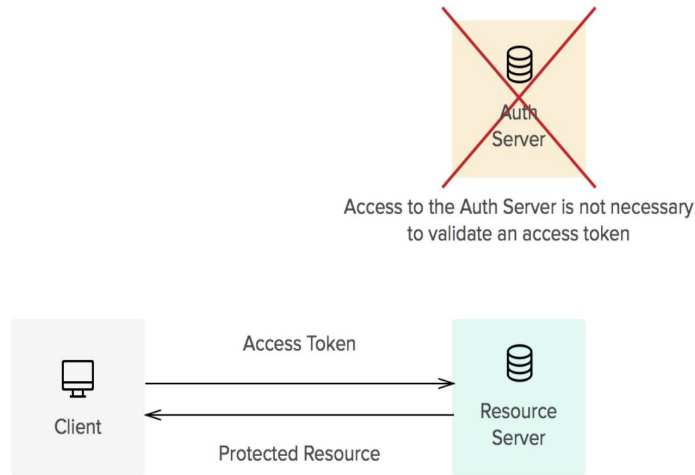 Auth
Server
Access to the Auth Server is not necessary
to validate an access token
Access Token
Client
Resource
Server
Protected Resource